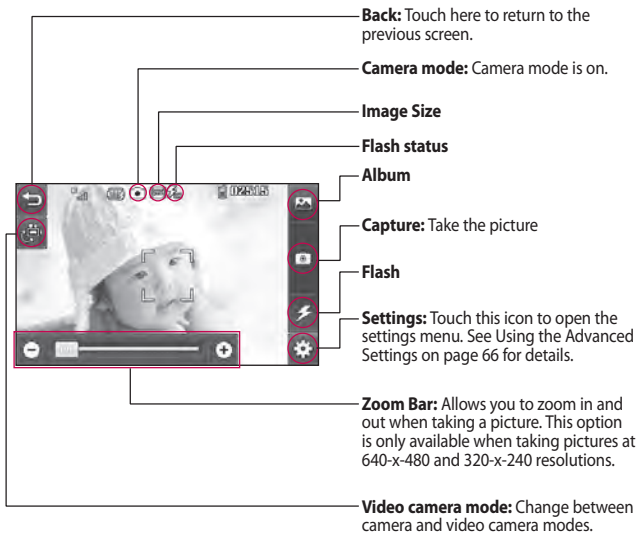 Back: Touch here to return to the
previous screen.
Camera mode: Camera mode is on.
Image Size
Flash status
Album
Capture: Take the picture
Flash
Settings: Touch this icon to open the
settings menu. See Using the Advanced
Settings on page 66 for details.
Zoom Bar: Allows you to zoom in and
out when taking a picture. This option
is only available when taking pictures at
640-x-480 and 320-x-240 resolutions.
Video camera mode: Change between
camera and video camera modes.